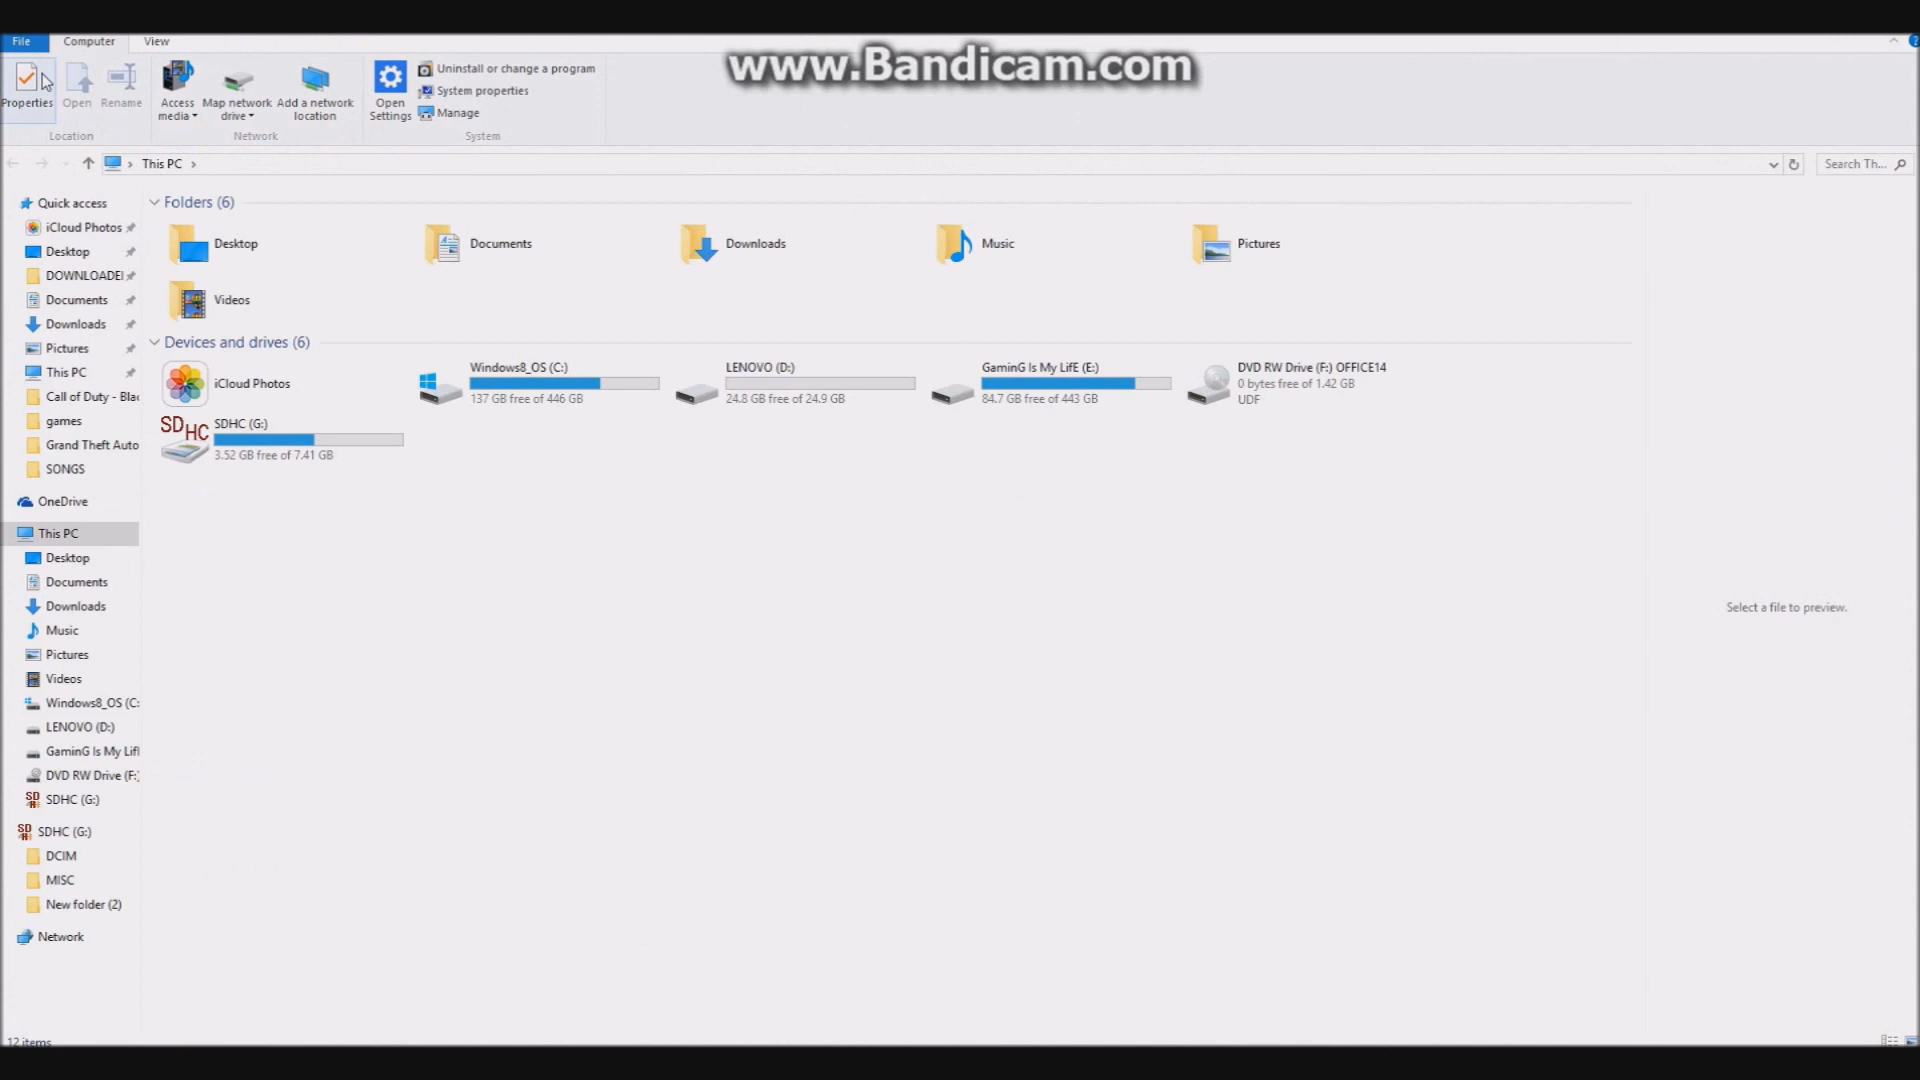 File
Computer
View
www.Bandicam.com
Properties
Open
Rename
Access media
Map network drive
Add a network location
Open Settings
Uninstall or change a program
System properties
Manage
Location
Network
System
This PC
Search Th...
Quick access
iCloud Photos
Desktop
DOWNLOADE
Documents
Downloads
Pictures
This PC
Call of Duty - Blac
games
Grand Theft Auto
SONGS
OneDrive
This PC
Desktop
Documents
Downloads
Music
Pictures
Videos
Windows8_OS (C:
LENOVO (D:)
GaminG Is My LifE
DVD RW Drive (F:)
SDHC (G:)
SDHC (G:)
DCIM
MISC
New folder (2)
Network
Folders (6)
Desktop
Documents
Downloads
Music
Pictures
Videos
Devices and drives (6)
iCloud Photos
Windows8_OS (C:)
137 GB free of 446 GB
LENOVO (D:)
24.8 GB free of 24.9 GB
GaminG Is My LifE (E:)
84.7 GB free of 443 GB
DVD RW Drive (F:) OFFICE14
0 bytes free of 1.42 GB
UDF
SDHC
SDHC (G:)
3.52 GB free of 7.41 GB
Select a file to preview.
12 items